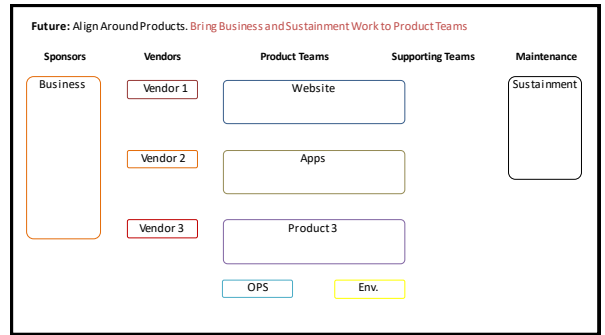 Future: Align Around Products. Bring Business and Sustainment Work to Product Teams
Sponsors Vendors Product Teams Supporting Teams Maintenance
Business Vendor 1 Website Sustainment
Vendor 2 Apps
Vendor 3 Product 3
OPS Env.